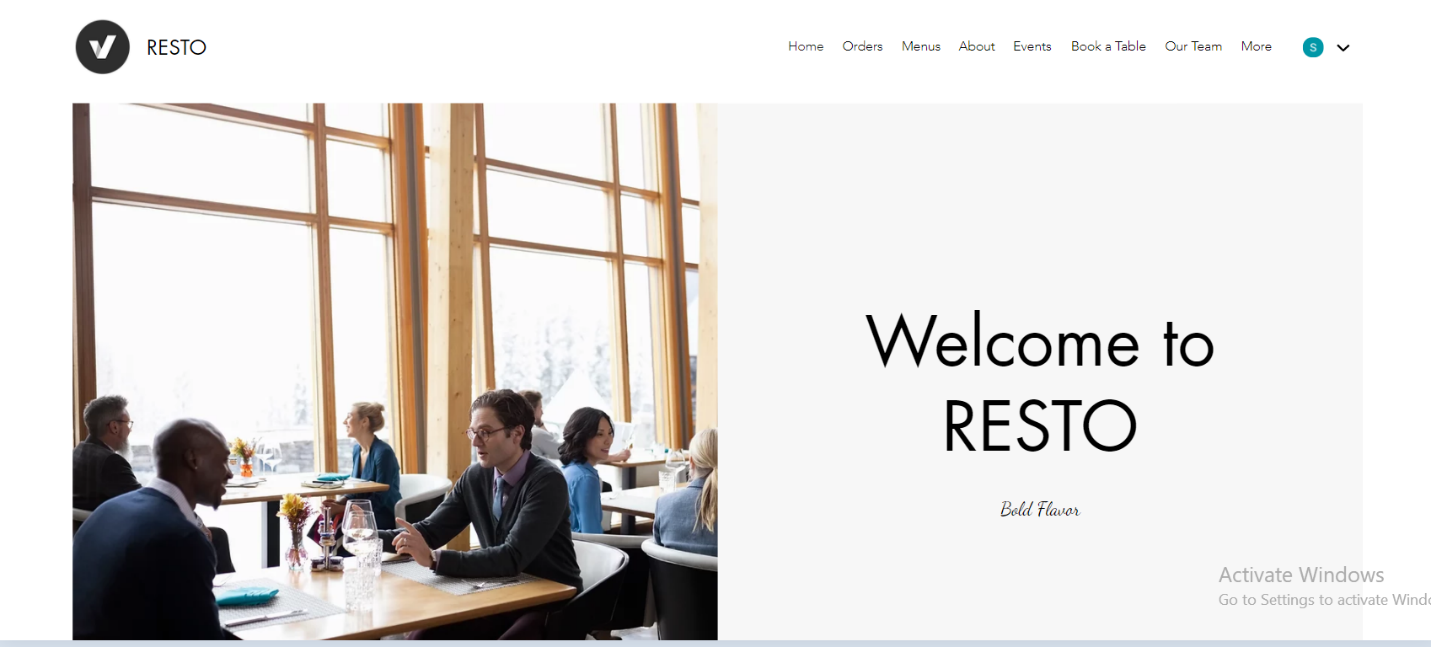 RESTO
Home Orders Menus About Events Book a Table Our Team More S
Welcome to
RESTO
Bold Flavor
Activate Windows
Go to Settings to activate